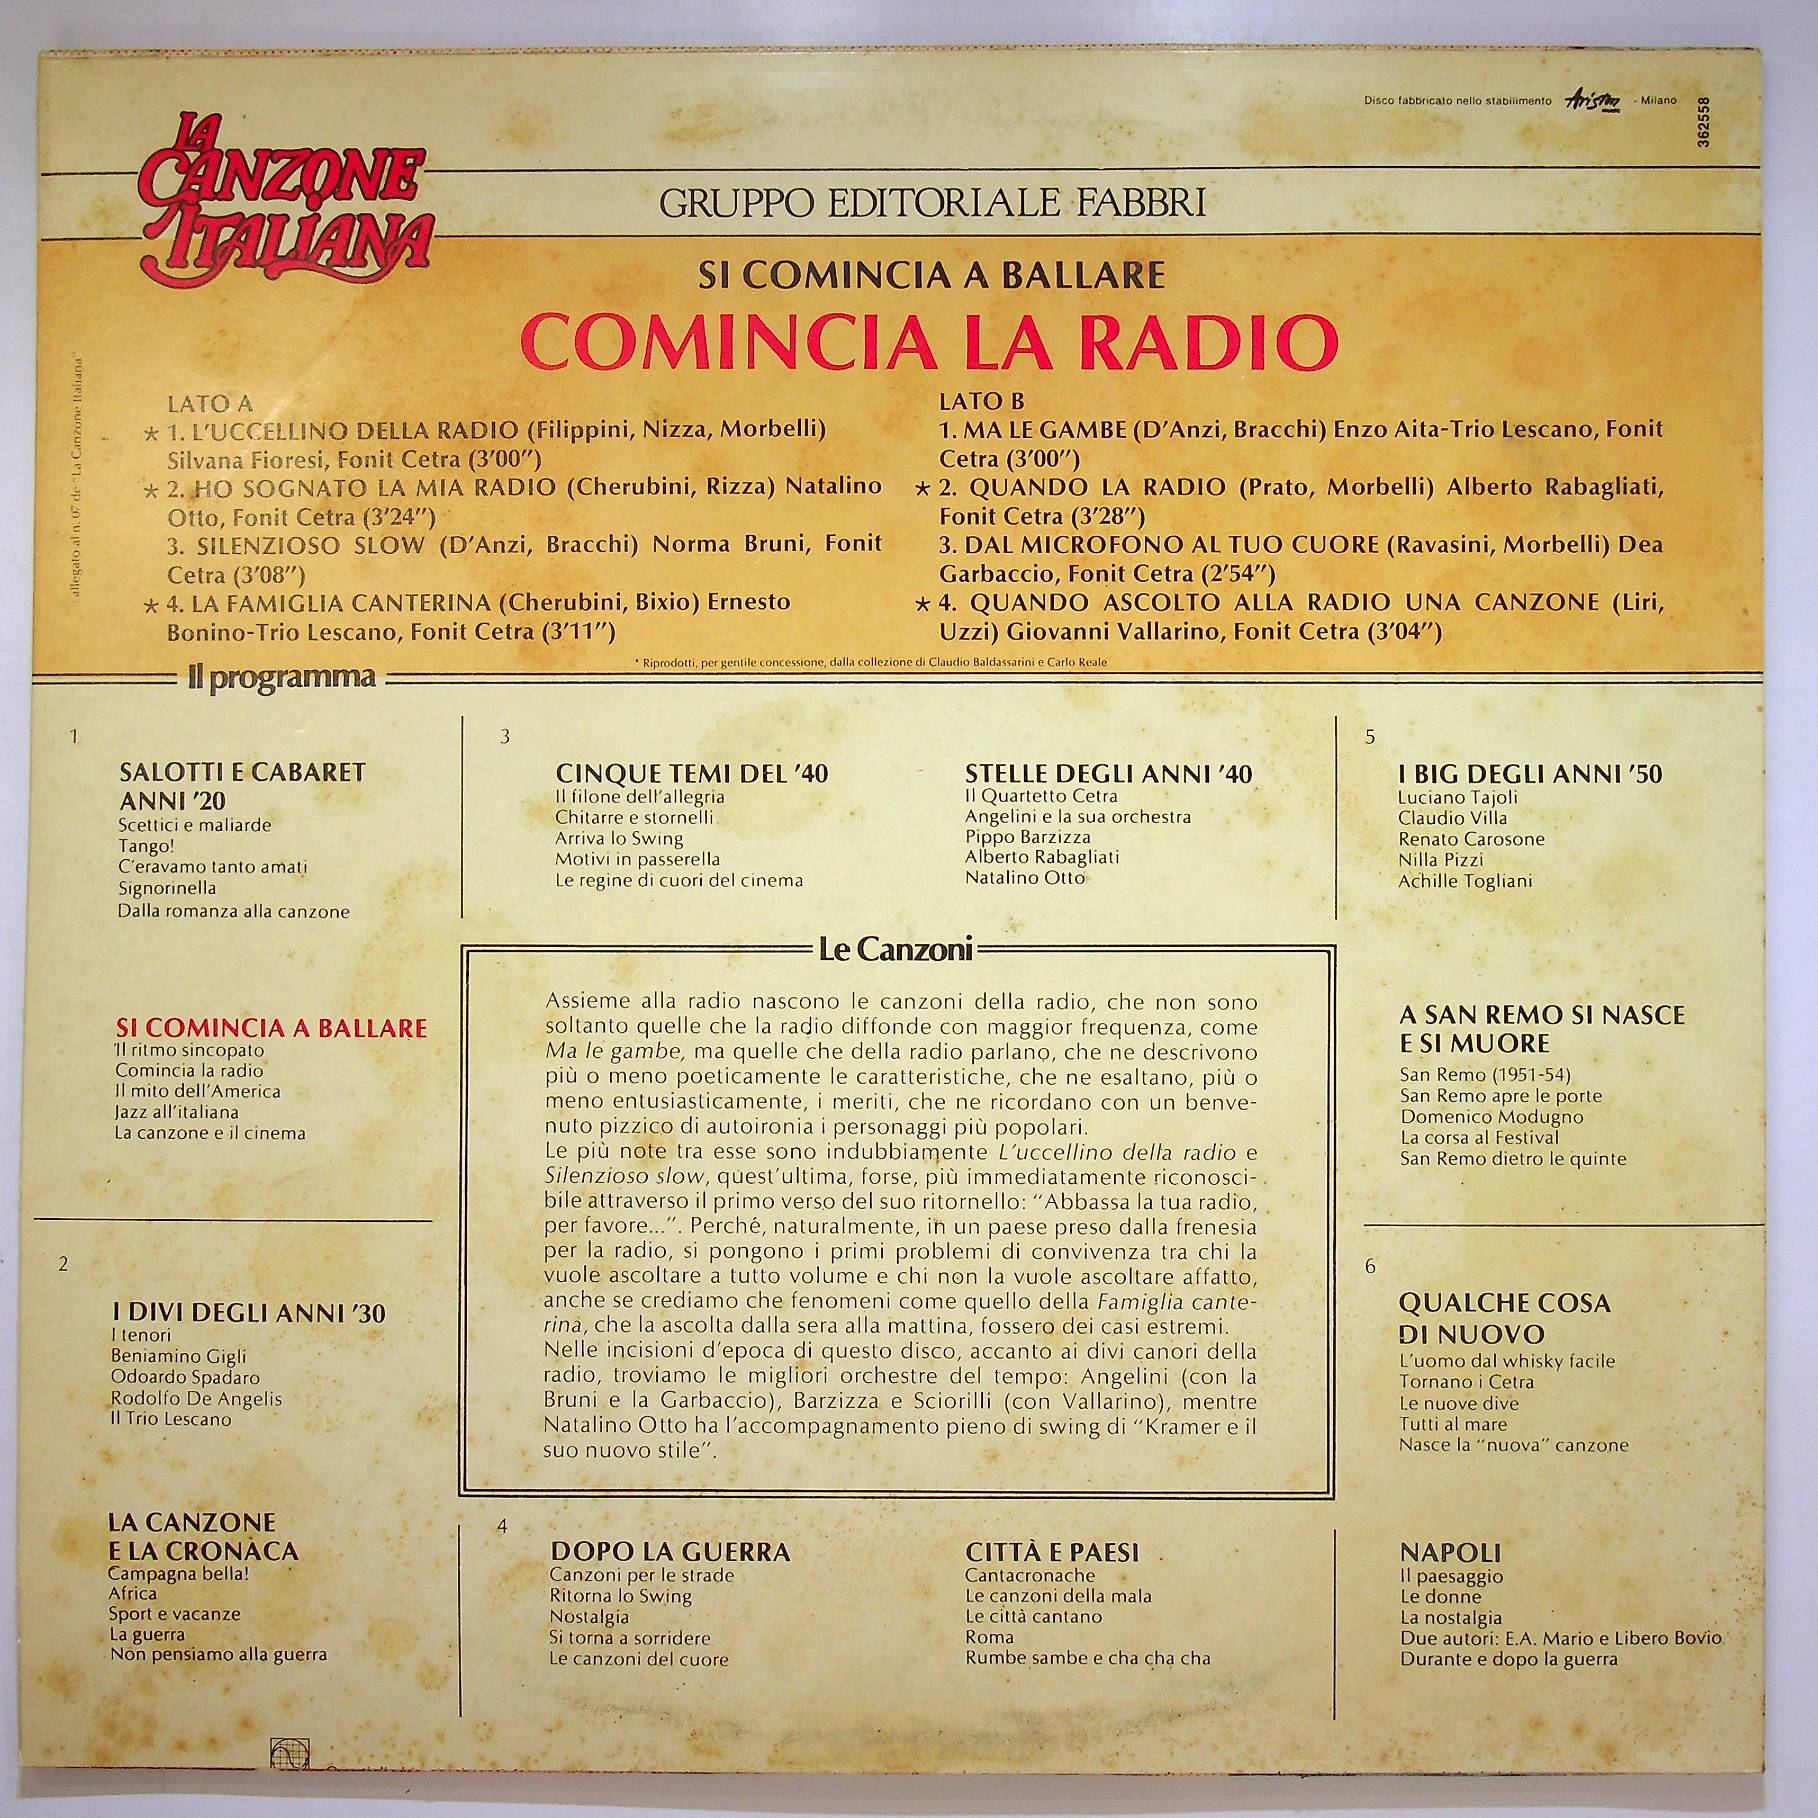 Disco fabbricato nello stabilimento Ariston - Milano
362558
LA
CANZONE
ITALIANA
GRUPPO EDITORIALE FABBRI
SI COMINCIA A BALLARE
COMINCIA LA RADIO
allegato al n. 07 de "La Canzone Italiana"
LATO A
★ 1. L'UCCELLINO DELLA RADIO (Filippini, Nizza, Morbelli)
Silvana Fioresi, Fonit Cetra (3'00")
★ 2. HO SOGNATO LA MIA RADIO (Cherubini, Rizza) Natalino
Otto, Fonit Cetra (3'24")
3. SILENZIOSO SLOW (D'Anzi, Bracchi) Norma Bruni, Fonit
Cetra (3'08")
★ 4. LA FAMIGLIA CANTERINA (Cherubini, Bixio) Ernesto
Bonino-Trio Lescano, Fonit Cetra (3'11")
LATO B
1. MA LE GAMBE (D'Anzi, Bracchi) Enzo Aita-Trio Lescano, Fonit
Cetra (3'00")
★ 2. QUANDO LA RADIO (Prato, Morbelli) Alberto Rabagliati,
Fonit Cetra (3'28")
3. DAL MICROFONO AL TUO CUORE (Ravasini, Morbelli) Dea
Garbaccio, Fonit Cetra (2'54")
★ 4. QUANDO ASCOLTO ALLA RADIO UNA CANZONE (Liri,
Uzzi) Giovanni Vallarino, Fonit Cetra (3'04")
* Riprodotti, per gentile concessione, dalla collezione di Claudio Baldassarini e Carlo Reale
Il programma
1
SALOTTI E CABARET
ANNI '20
Scettici e maliarde
Tango!
C'eravamo tanto amati
Signorinella
Dalla romanza alla canzone
SI COMINCIA A BALLARE
Il ritmo sincopato
Comincia la radio
Il mito dell'America
Jazz all'italiana
La canzone e il cinema
2
I DIVI DEGLI ANNI '30
I tenori
Beniamino Gigli
Odoardo Spadaro
Rodolfo De Angelis
Il Trio Lescano
LA CANZONE
E LA CRONACA
Campagna bella!
Africa
Sport e vacanze
La guerra
Non pensiamo alla guerra
3
CINQUE TEMI DEL '40
Il filone dell'allegria
Chitarre e stornelli
Arriva lo Swing
Motivi in passerella
Le regine di cuori del cinema
STELLE DEGLI ANNI '40
Il Quartetto Cetra
Angelini e la sua orchestra
Pippo Barzizza
Alberto Rabagliati
Natalino Otto
Le Canzoni
Assieme alla radio nascono le canzoni della radio, che non sono
soltanto quelle che la radio diffonde con maggior frequenza, come
Ma le gambe, ma quelle che della radio parlano, che ne descrivono
più o meno poeticamente le caratteristiche, che ne esaltano, più o
meno entusiasticamente, i meriti, che ne ricordano con un benve-
nuto pizzico di autoironia i personaggi più popolari.
Le più note tra esse sono indubbiamente L'uccellino della radio e
Silenzioso slow, quest'ultima, forse, più immediatamente riconosci-
bile attraverso il primo verso del suo ritornello: "Abbassa la tua radio,
per favore...". Perché, naturalmente, in un paese preso dalla frenesia
per la radio, si pongono i primi problemi di convivenza tra chi la
vuole ascoltare a tutto volume e chi non la vuole ascoltare affatto,
anche se crediamo che fenomeni come quello della Famiglia cante-
rina, che la ascolta dalla sera alla mattina, fossero dei casi estremi.
Nelle incisioni d'epoca di questo disco, accanto ai divi canori della
radio, troviamo le migliori orchestre del tempo: Angelini (con la
Bruni e la Garbaccio), Barzizza e Sciorilli (con Vallarino), mentre
Natalino Otto ha l'accompagnamento pieno di swing di "Kramer e il
suo nuovo stile".
4
DOPO LA GUERRA
Canzoni per le strade
Ritorna lo Swing
Nostalgia
Si torna a sorridere
Le canzoni del cuore
CITTÀ E PAESI
Cantacronache
Le canzoni della mala
Le città cantano
Roma
Rumbe sambe e cha cha cha
5
I BIG DEGLI ANNI '50
Luciano Tajoli
Claudio Villa
Renato Carosone
Nilla Pizzi
Achille Togliani
A SAN REMO SI NASCE
E SI MUORE
San Remo (1951-54)
San Remo apre le porte
Domenico Modugno
La corsa al Festival
San Remo dietro le quinte
6
QUALCHE COSA
DI NUOVO
L'uomo dal whisky facile
Tornano i Cetra
Le nuove dive
Tutti al mare
Nasce la "nuova" canzone
NAPOLI
Il paesaggio
Le donne
La nostalgia
Due autori: E.A. Mario e Libero Bovio
Durante e dopo la guerra